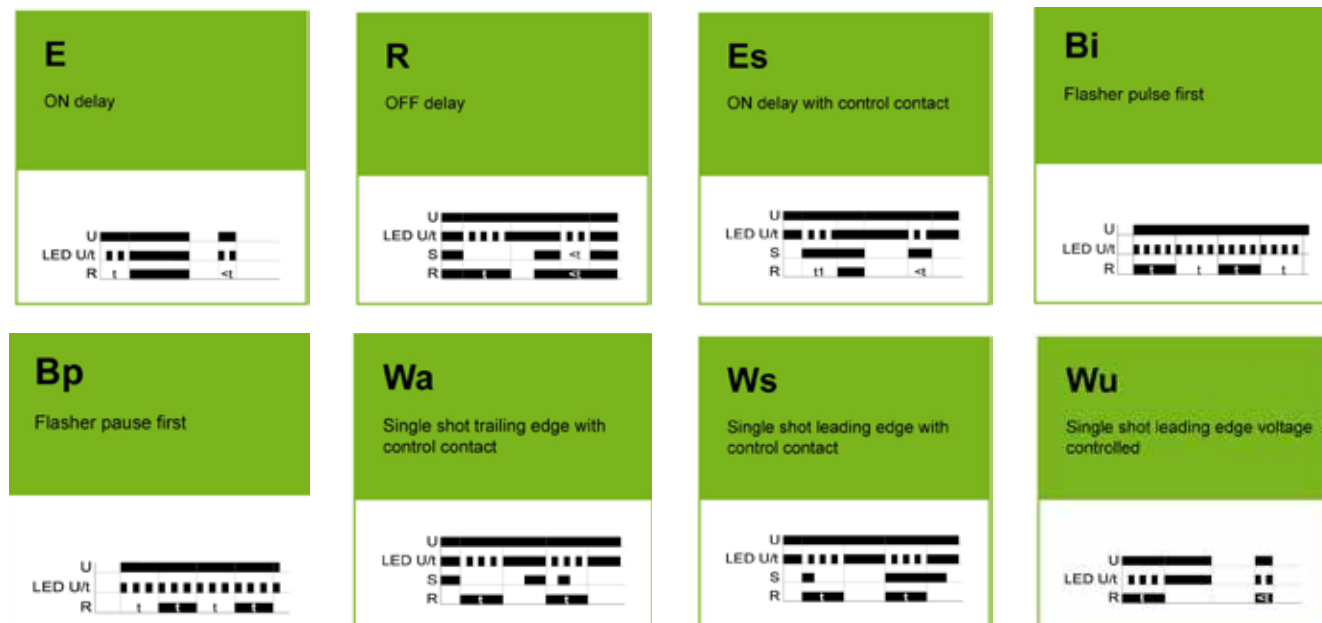 E
ON delay
U
LED U/t
R t <t
R
OFF delay
U
LED U/t
S <t
R t <t
Es
ON delay with control contact
U
LED U/t
S
R t1 <t
Bi
Flasher pulse first
U
LED U/t
R t t t t
Bp
Flasher pause first
U
LED U/t
R t t t t
Wa
Single shot trailing edge with
control contact
U
LED U/t
S
R t t
Ws
Single shot leading edge with
control contact
U
LED U/t
S
R t t
Wu
Single shot leading edge voltage
controlled
U
LED U/t
R t <t